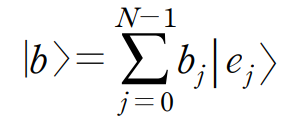 |b⟩=∑_{j=0}^{N−1} b_j|e_j⟩